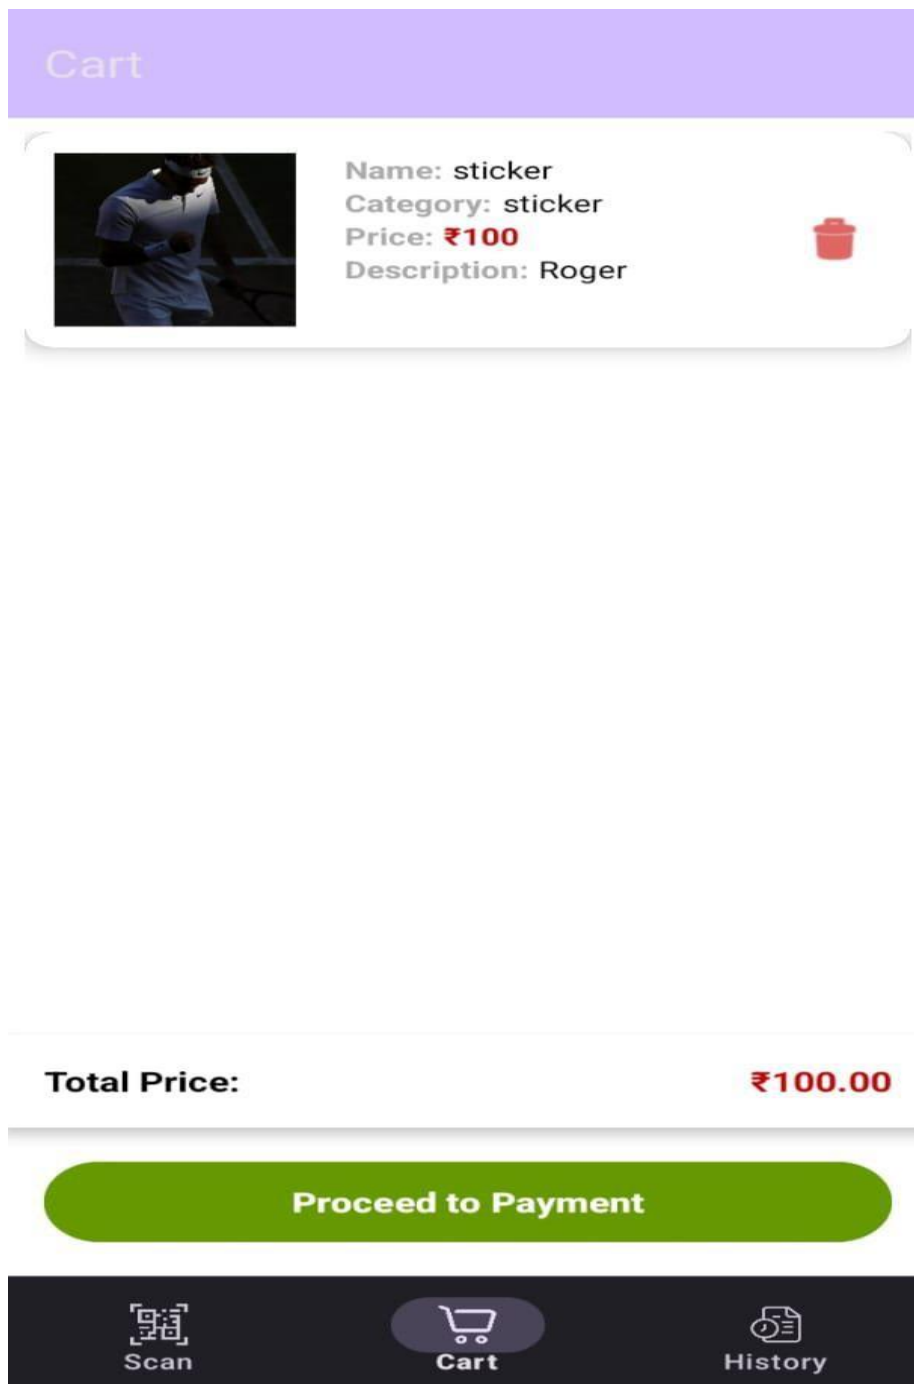 Cart
Name: sticker
Category: sticker
Price: ₹100
Description: Roger
Total Price: ₹100.00
Proceed to Payment
Scan Cart History